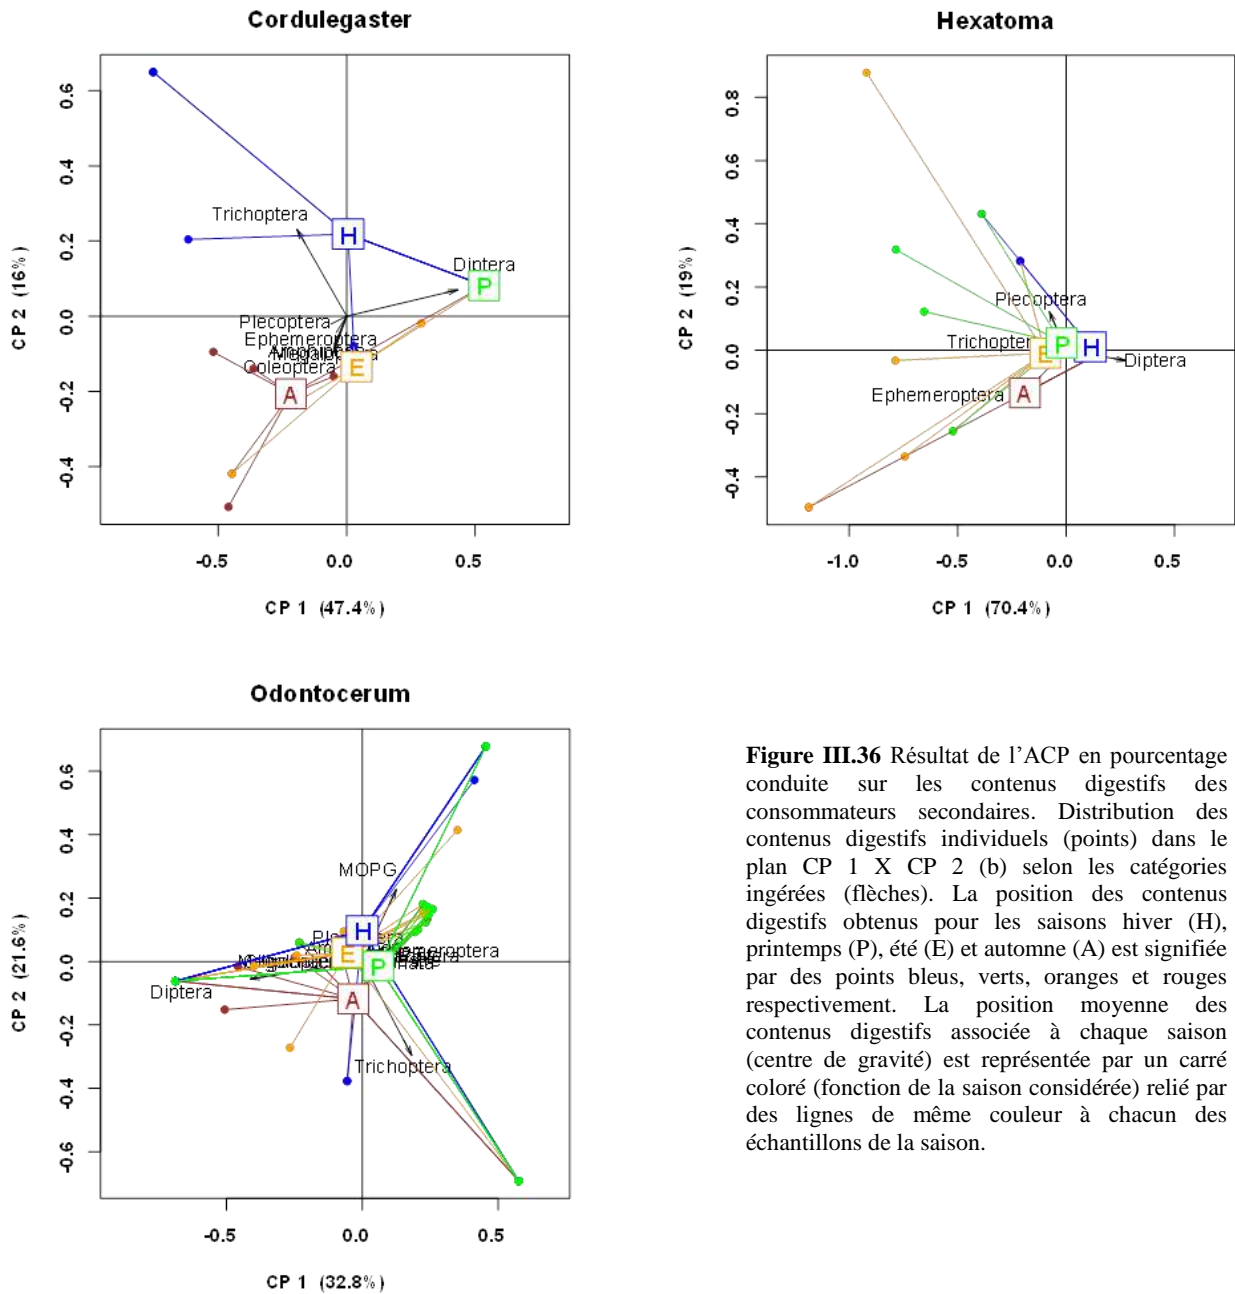 Cordulegaster
0.6
0.4
0.2
0.0
-0.2
-0.4
CP 2 (16%)
Trichoptera
H
Diptera
P
Plecoptera
Ephemeroptera
Coleoptera
E
A
-0.5
0.0
0.5
CP 1 (47.4%)
Hexatoma
0.8
0.6
0.4
0.2
0.0
-0.2
-0.4
CP 2 (19%)
Plecoptera
Trichopter
E
P
H
Diptera
Ephemeroptera
A
-1.0
-0.5
0.0
0.5
CP 1 (70.4%)
Odontocerum
0.6
0.4
0.2
0.0
-0.2
-0.4
-0.6
CP 2 (21.6%)
MOPG
H
E
P
A
Diptera
Trichoptera
-0.5
0.0
0.5
CP 1 (32.8%)
Figure III.36 Résultat de l'ACP en pourcentage
conduite sur les contenus digestifs des
consommateurs secondaires. Distribution des
contenus digestifs individuels (points) dans le
plan CP 1 X CP 2 (b) selon les catégories
ingérées (flèches). La position des contenus
digestifs obtenus pour les saisons hiver (H),
printemps (P), été (E) et automne (A) est signifiée
par des points bleus, verts, oranges et rouges
respectivement. La position moyenne des
contenus digestifs associée à chaque saison
(centre de gravité) est représentée par un carré
coloré (fonction de la saison considérée) relié par
des lignes de même couleur à chacun des
échantillons de la saison.